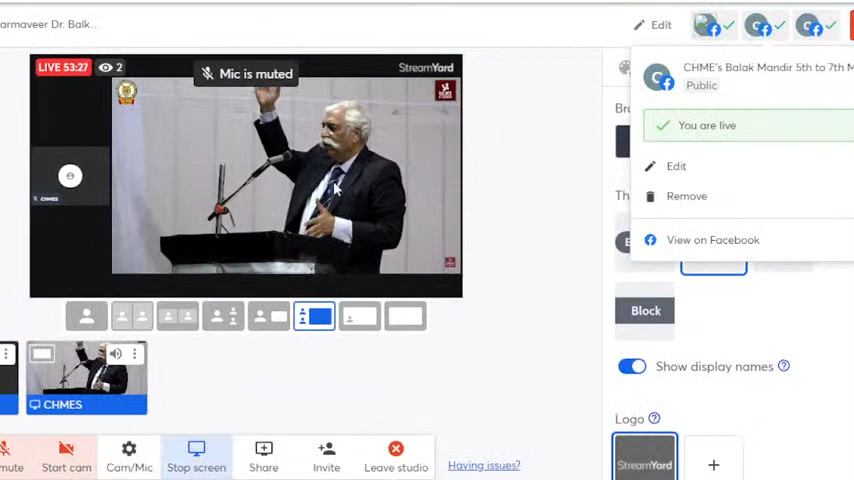 armaveer Dr. Balk...
Edit
LIVE 53:27
2
Mic is muted
StreamYard
CHMES
C
CHME's Balak Mandir 5th to 7th M
Public
You are live
Edit
Remove
View on Facebook
Block
Show display names
Logo
StreamYard
CHMES
mute
Start cam
Cam/Mic
Stop screen
Share
Invite
Leave studio
Having issues?